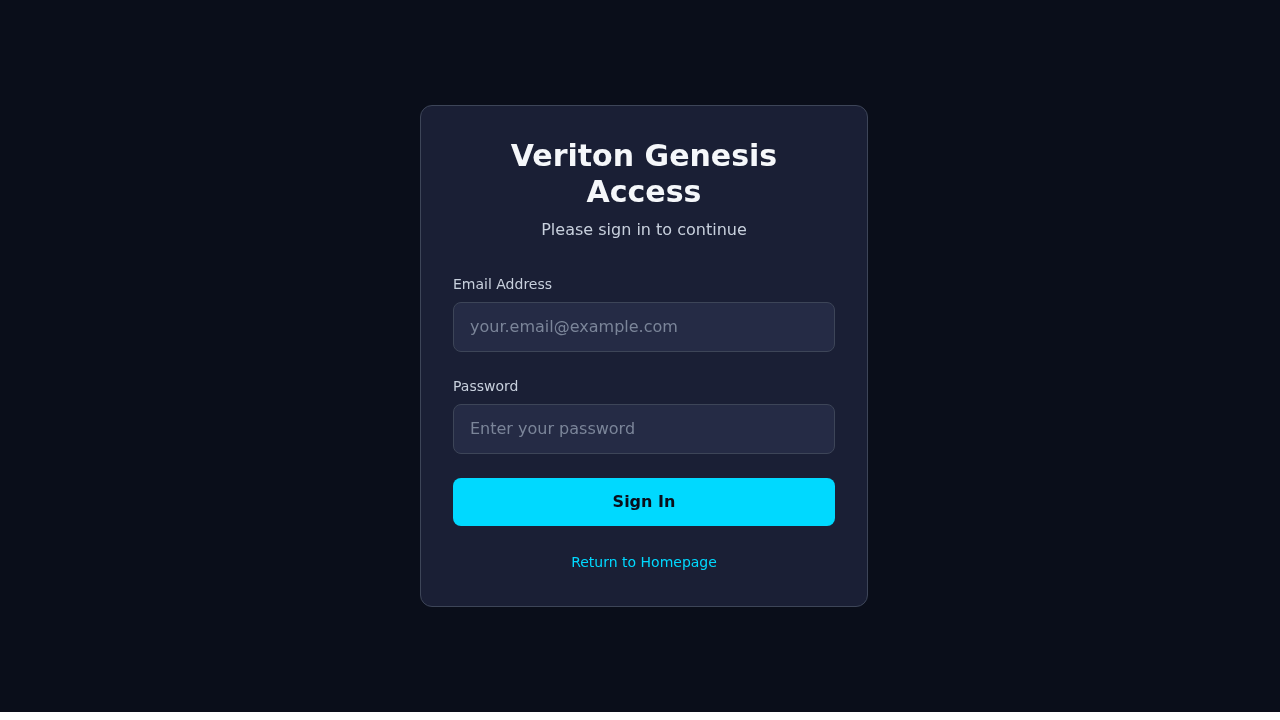 Veriton Genesis
Access
Please sign in to continue
Email Address
your.email@example.com
Password
Enter your password
Sign In
Return to Homepage